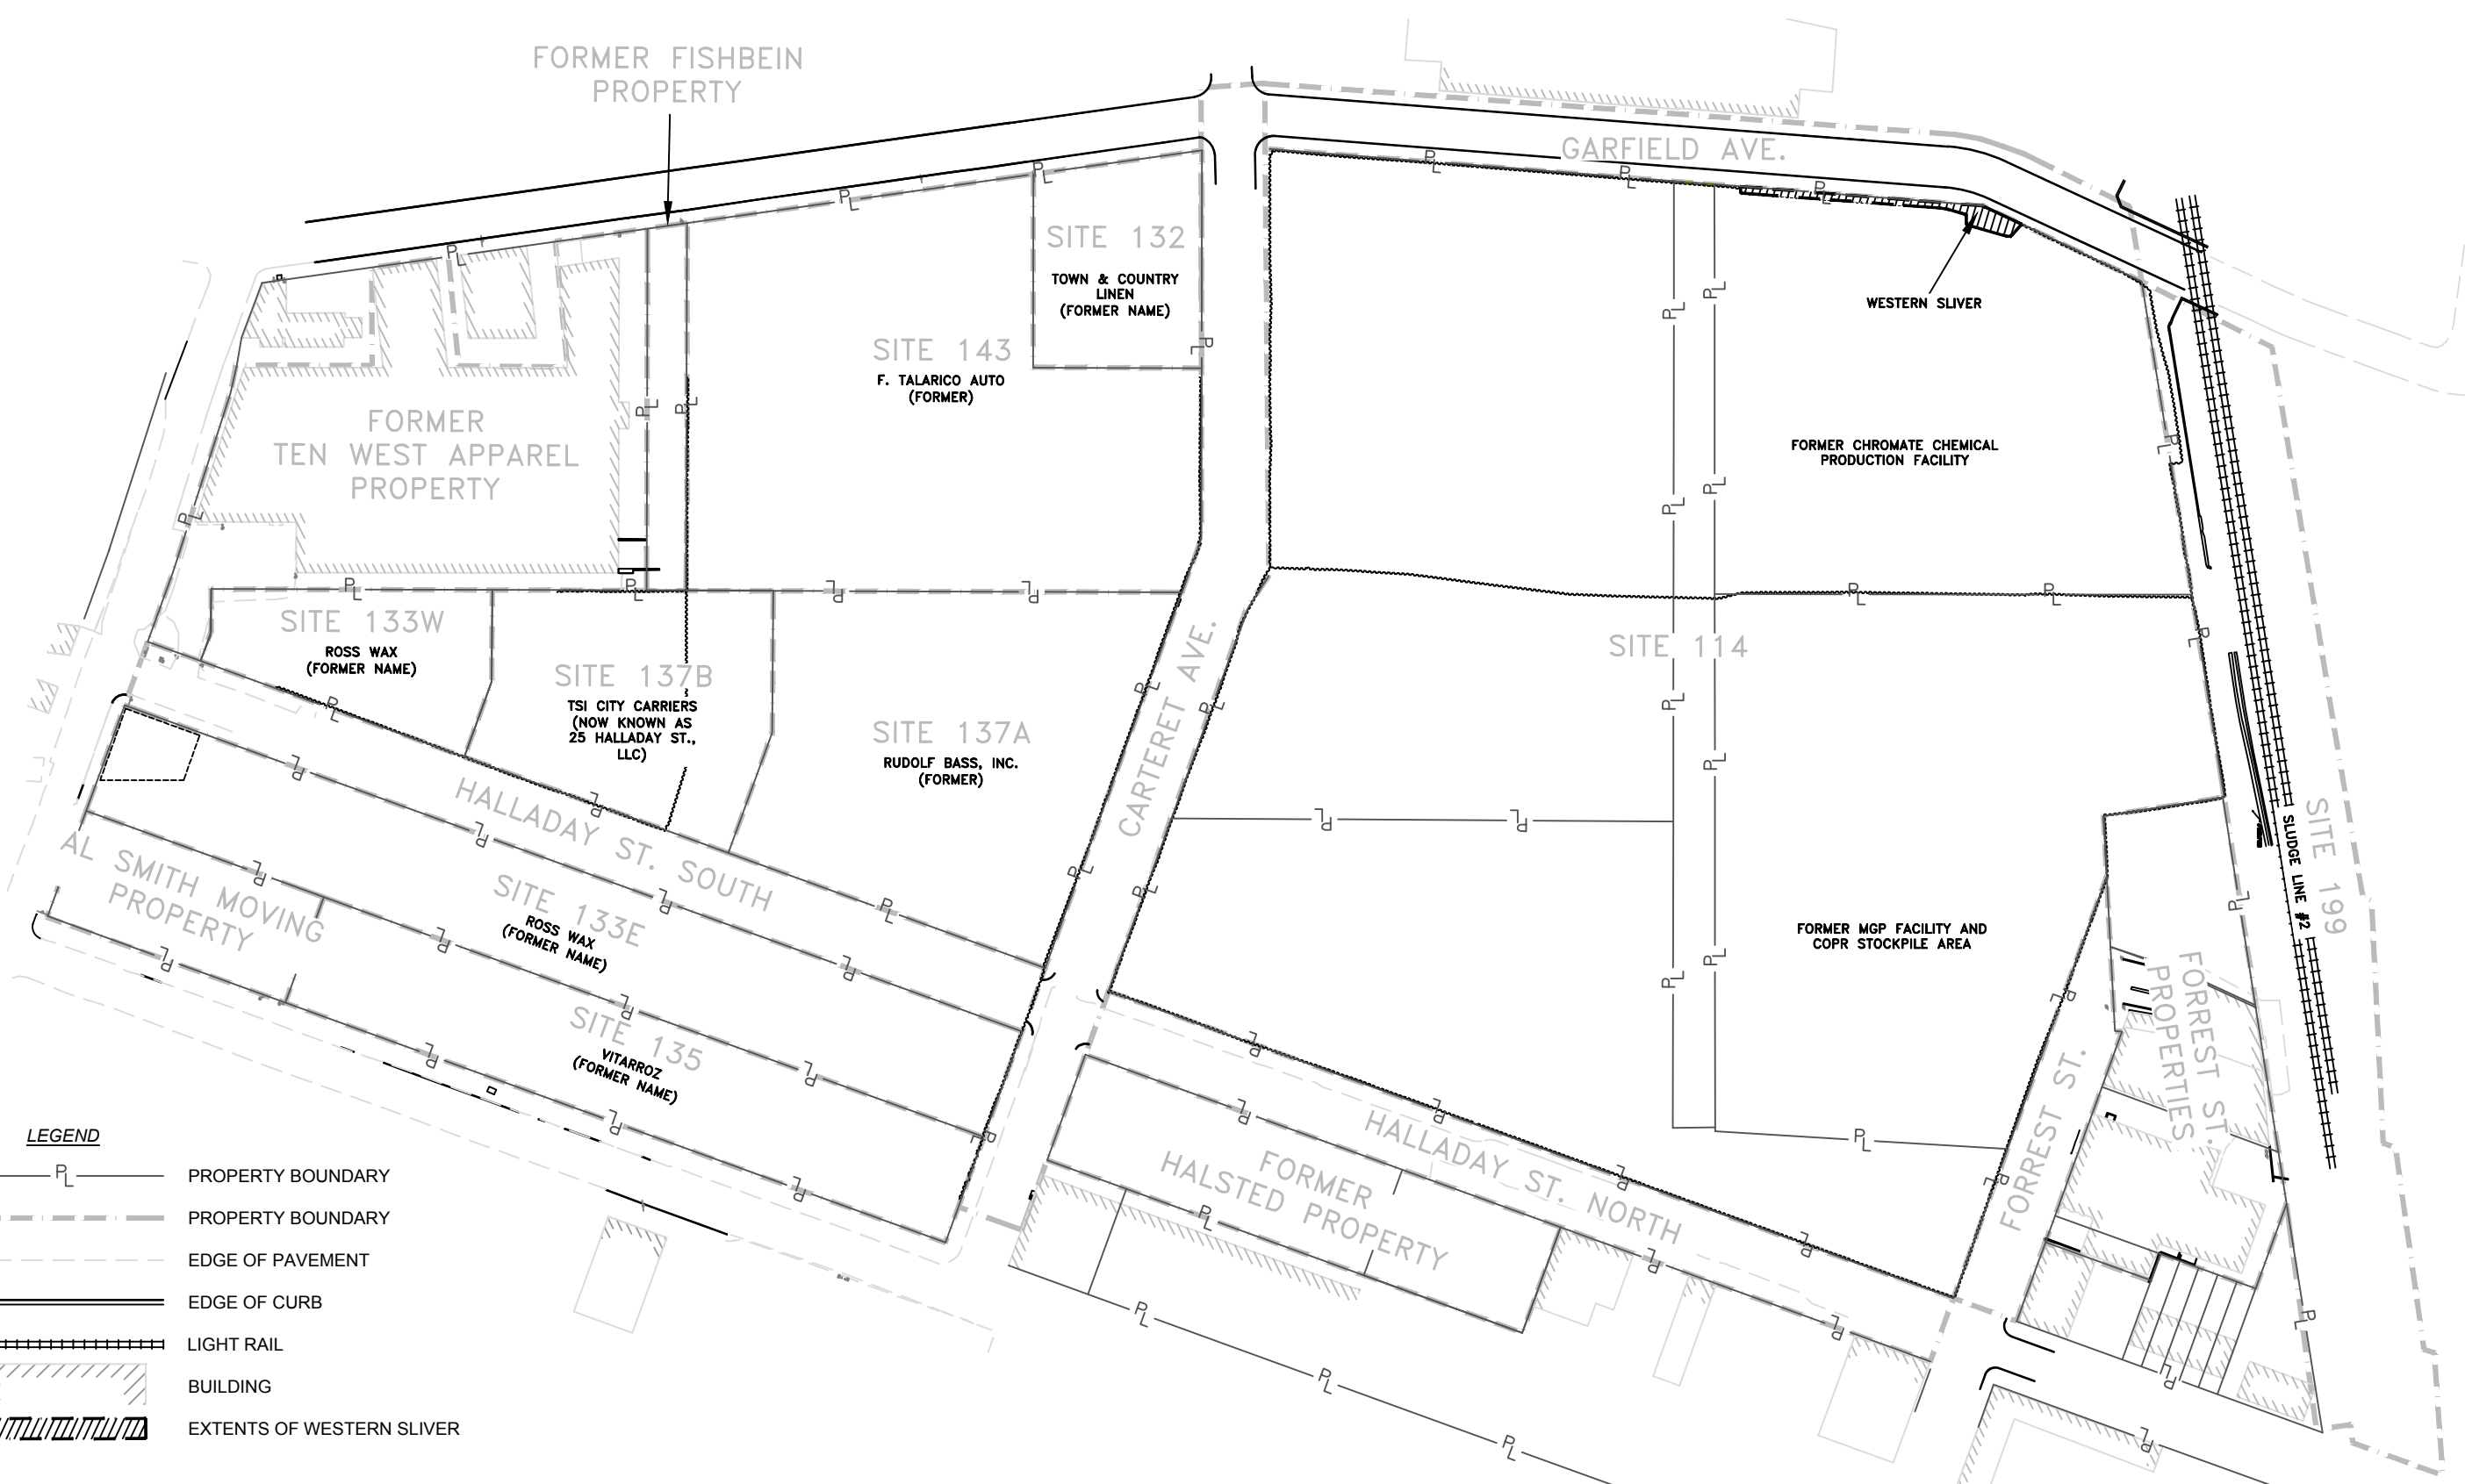 FORMER FISHBEIN
PROPERTY
GARFIELD AVE.
SITE 132
TOWN & COUNTRY
LINEN
(FORMER NAME)
WESTERN SLIVER
SITE 143
F. TALARICO AUTO
(FORMER)
FORMER
TEN WEST APPAREL
PROPERTY
FORMER CHROMATE CHEMICAL
PRODUCTION FACILITY
SITE 133W
ROSS WAX
(FORMER NAME)
SITE 137B
TSI CITY CARRIERS
(NOW KNOWN AS
25 HALLADAY ST.,
LLC)
SITE 137A
RUDOLF BASS, INC.
(FORMER)
CARTERET AVE.
SITE 114
HALLADAY ST. SOUTH
AL SMITH MOVING
PROPERTY
SITE 133E
ROSS WAX
(FORMER NAME)
SITE 135
VITARROZ
(FORMER NAME)
FORMER MGP FACILITY AND
COPR STOCKPILE AREA
SLUDGE LINE #2
SITE 199
FORREST ST.
PROPERTIES
FORREST ST.
HALLADAY ST. NORTH
FORMER
HALSTED PROPERTY
LEGEND
PL PROPERTY BOUNDARY
PROPERTY BOUNDARY
EDGE OF PAVEMENT
EDGE OF CURB
LIGHT RAIL
BUILDING
EXTENTS OF WESTERN SLIVER